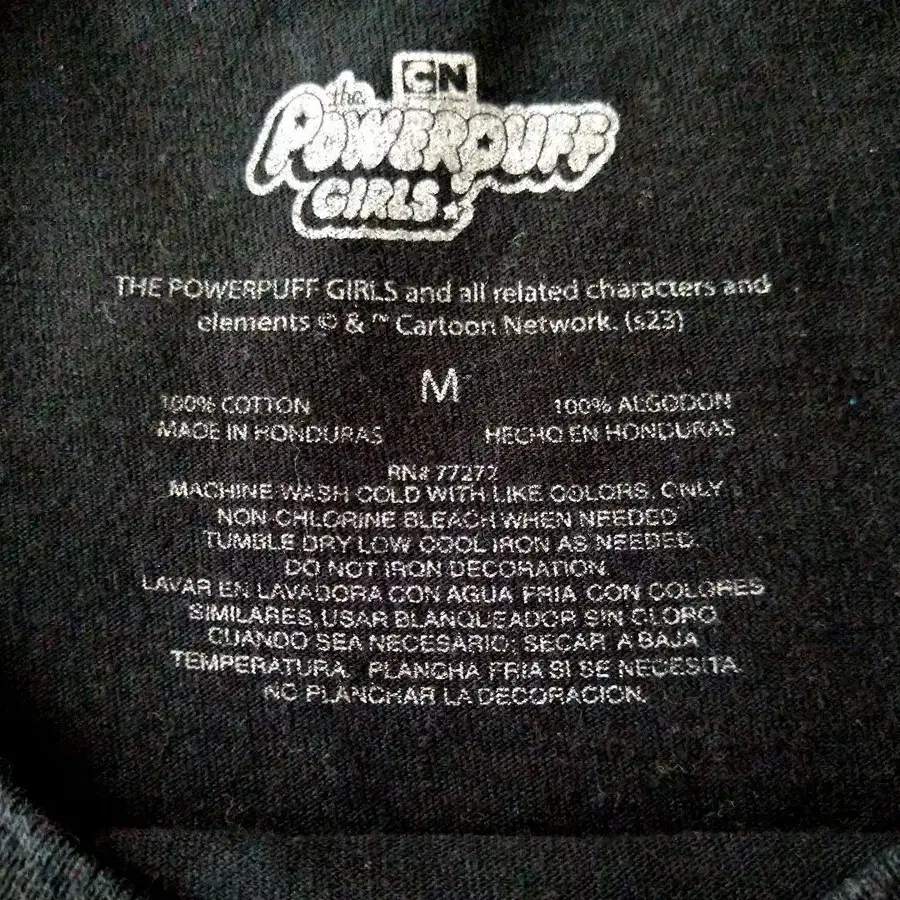 CN
the
POWERPUFF
GIRLS
THE POWERPUFF GIRLS and all related characters and
elements © & ™ Cartoon Network. (s23)
M
100% COTTON
100% ALGODON
MADE IN HONDURAS
HECHO EN HONDURAS
RN# 77272
MACHINE WASH COLD WITH LIKE COLORS. ONLY
NON-CHLORINE BLEACH WHEN NEEDED
TUMBLE DRY LOW COOL IRON AS NEEDED.
DO NOT IRON DECORATION.
LAVAR EN LAVADORA CON AGUA FRIA CON COLORES
SIMILARES, USAR BLANQUEADOR SIN CLORO
CUANDO SEA NECESARIO; SECAR A BAJA
TEMPERATURA. PLANCHA FRIA SI SE NECESITA.
NO PLANCHAR LA DECORACION.